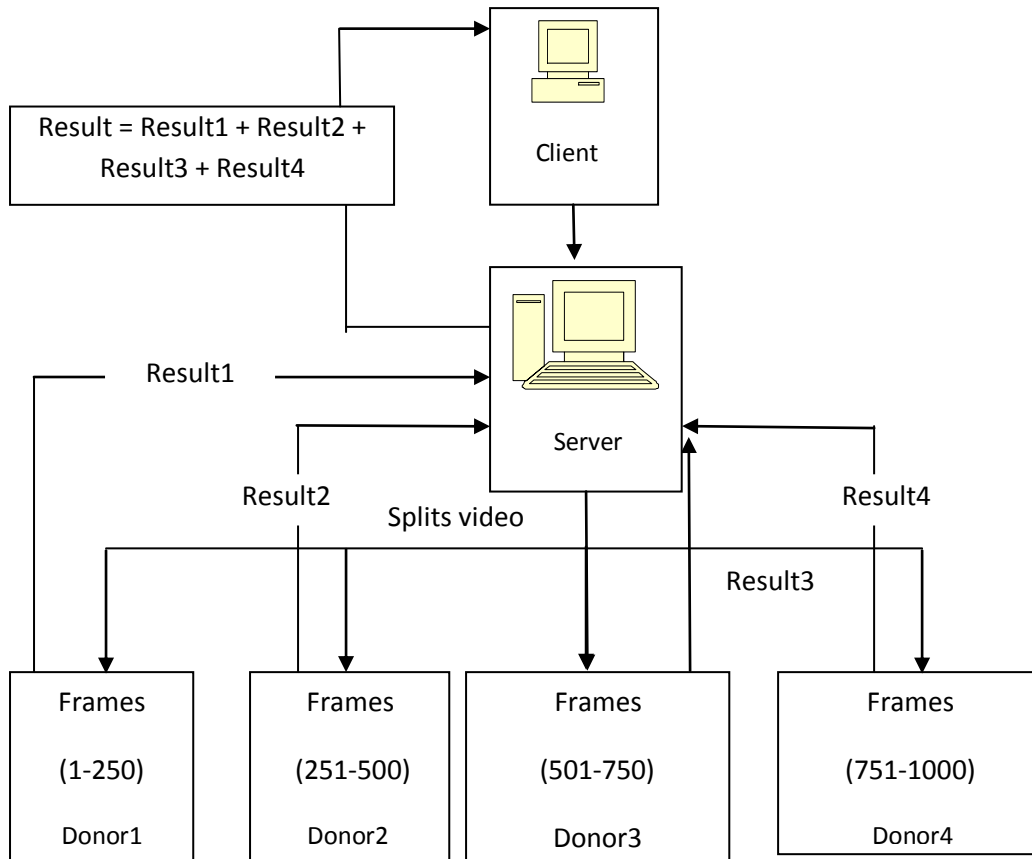 Result = Result1 + Result2 +
Result3 + Result4
Client
Server
Result1
Result2
Result4
Splits video
Result3
Frames
(1-250)
Donor1
Frames
(251-500)
Donor2
Frames
(501-750)
Donor3
Frames
(751-1000)
Donor4